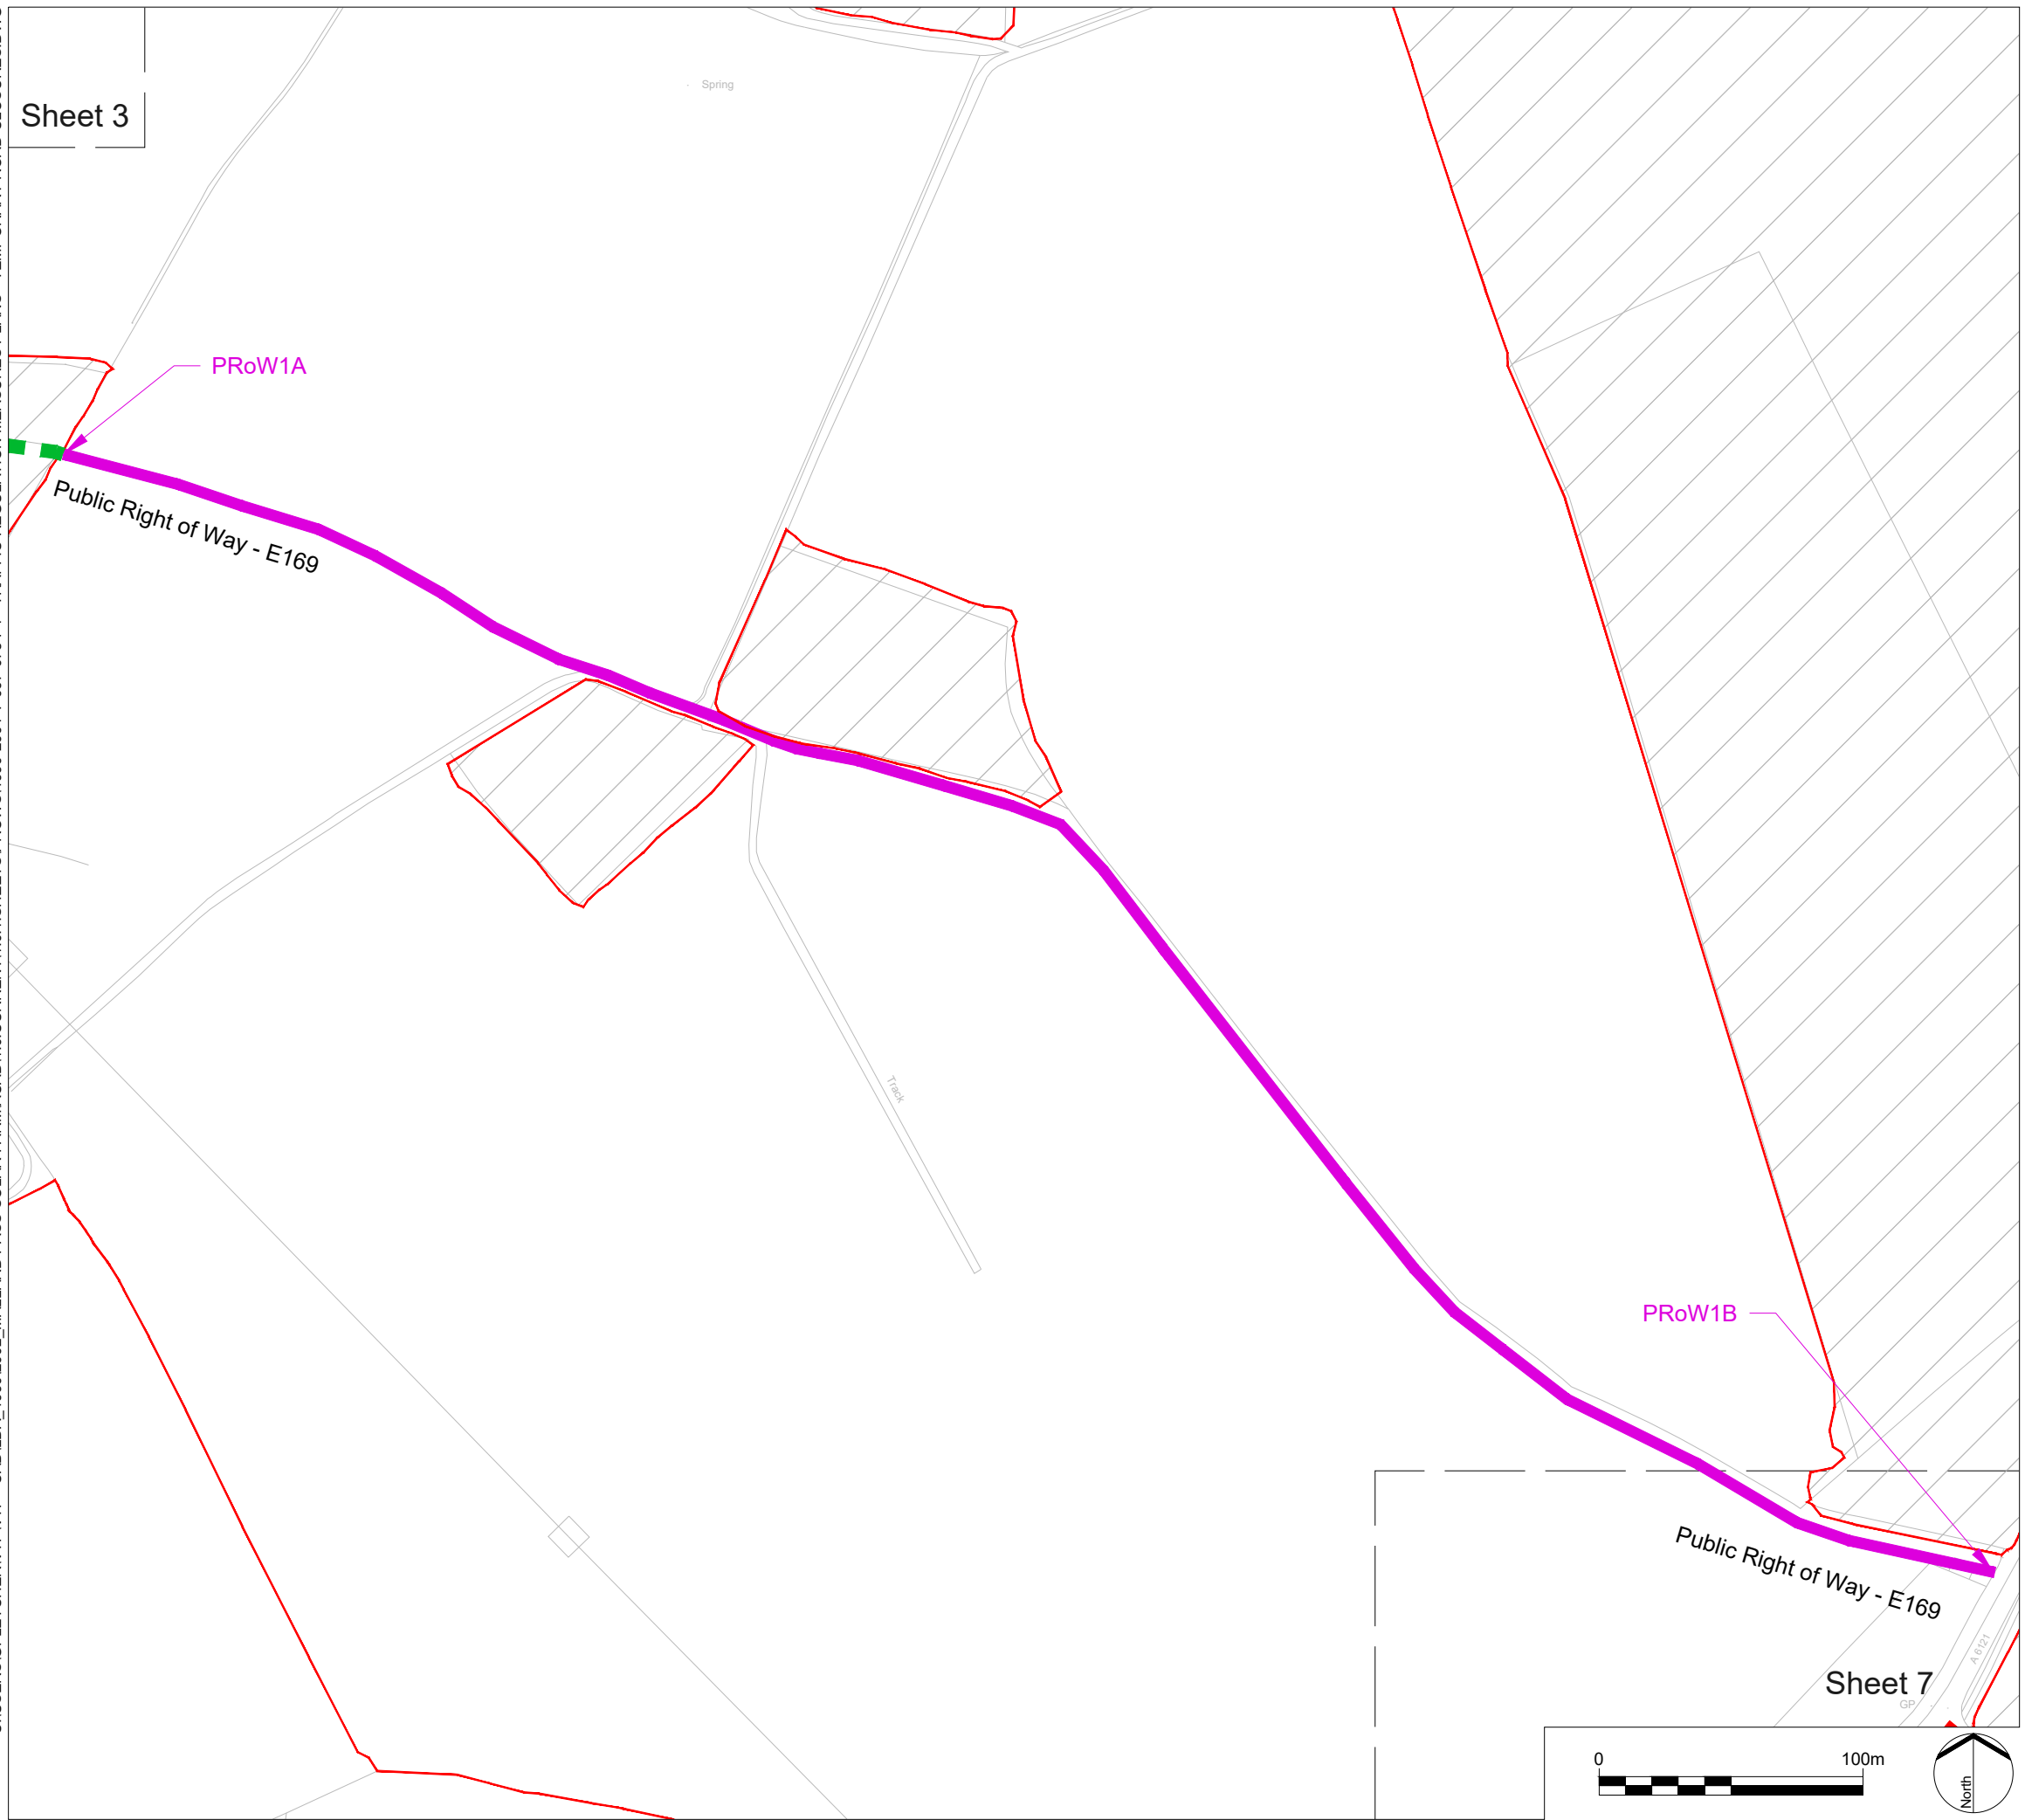 Spring
Sheet 3
PRoW1A
Public Right of Way - E169
Track
PRoW1B
Public Right of Way - E169
A 6121
Sheet 7
GP
0 100m
North